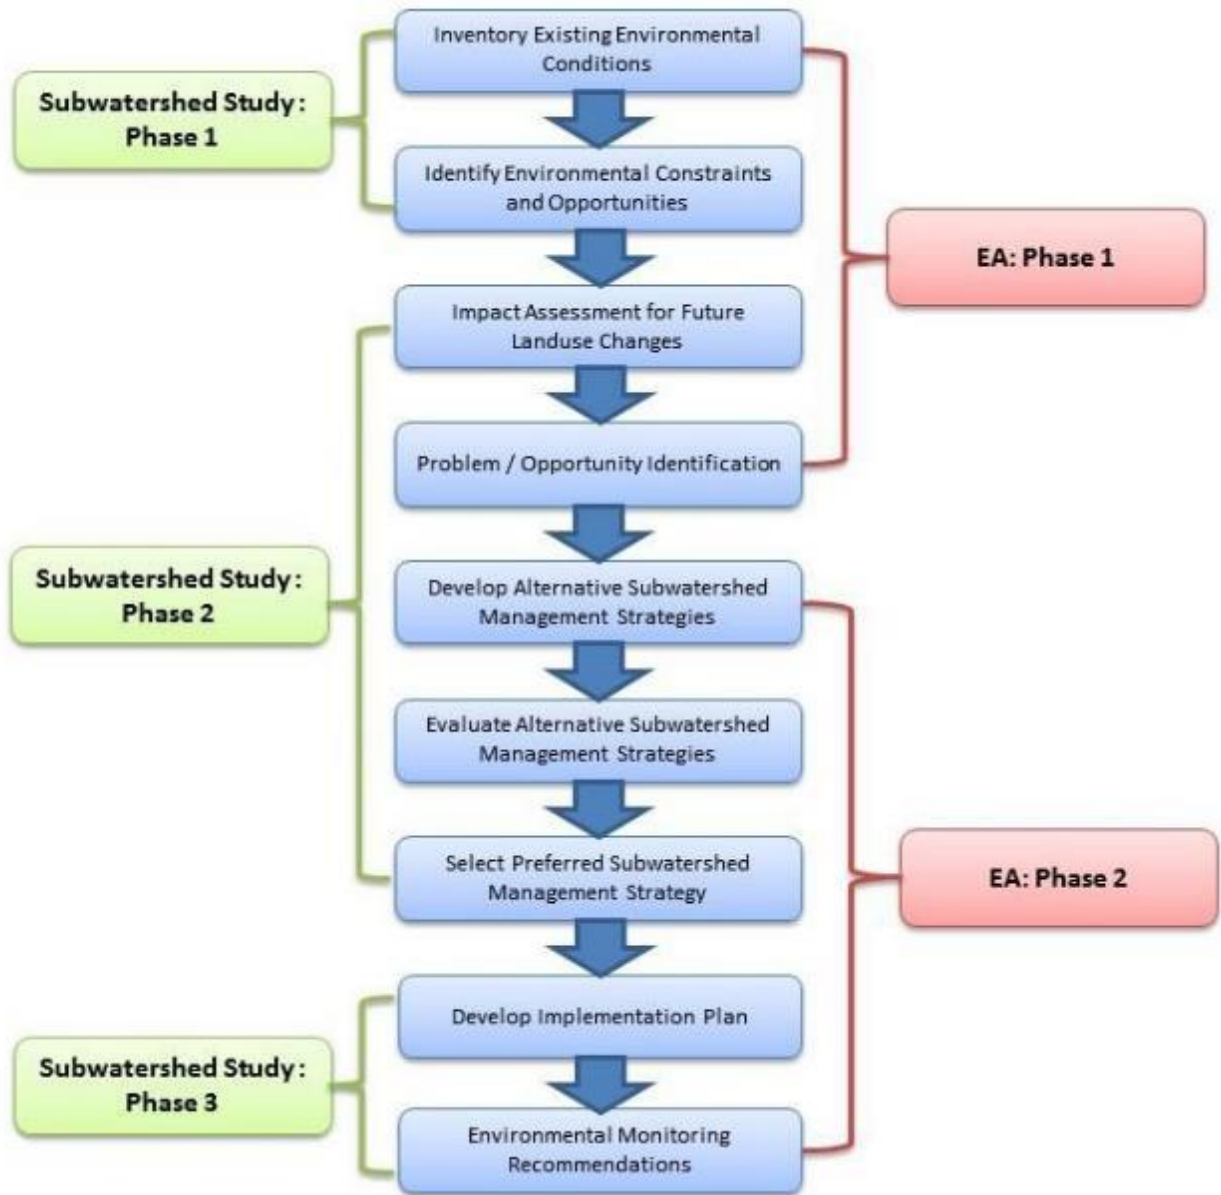 Inventory Existing Environmental
Conditions
Subwatershed Study:
Phase 1
Identify Environmental Constraints
and Opportunities
EA: Phase 1
Impact Assessment for Future
Landuse Changes
Problem / Opportunity Identification
Subwatershed Study:
Phase 2
Develop Alternative Subwatershed
Management Strategies
Evaluate Alternative Subwatershed
Management Strategies
Select Preferred Subwatershed
Management Strategy
EA: Phase 2
Develop Implementation Plan
Subwatershed Study:
Phase 3
Environmental Monitoring
Recommendations